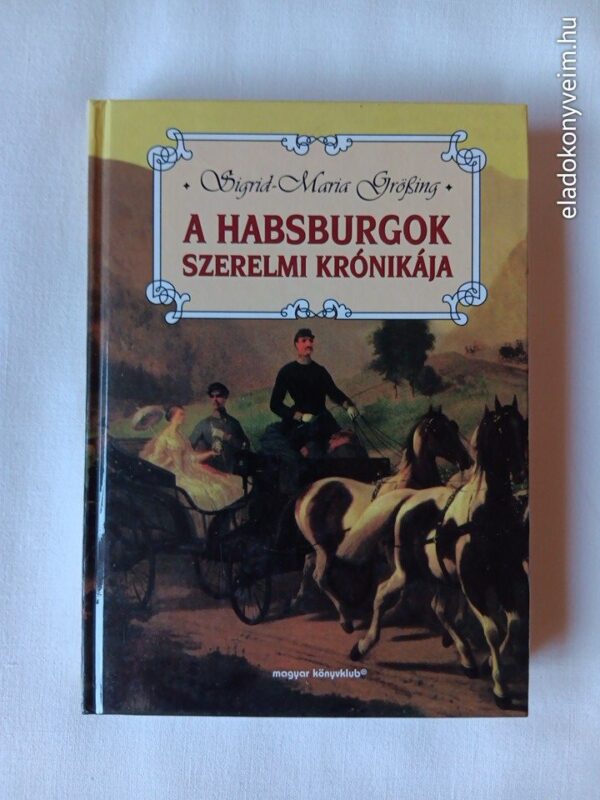 eladokonyveim.hu
Sigrid-Maria Größing
A HABSBURGOK
SZERELMI KRÓNIKÁJA
magyar könyvklub®